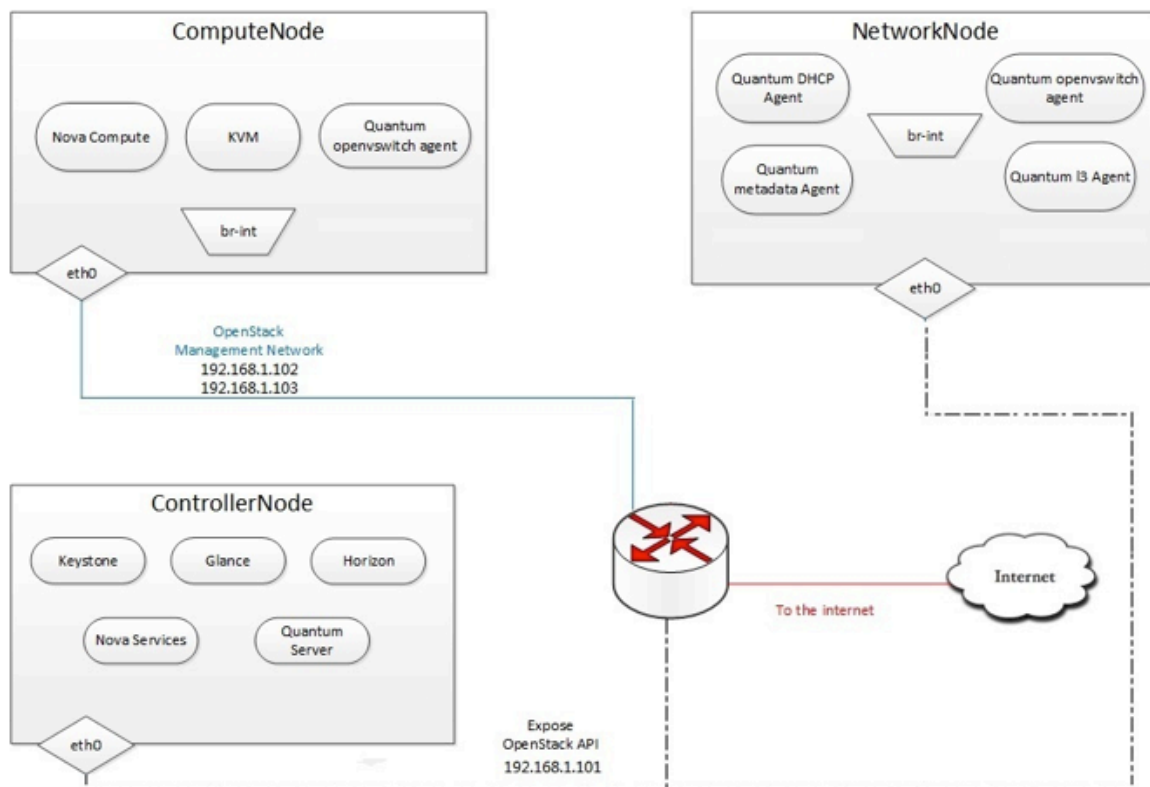 ComputeNode
Nova Compute
KVM
Quantum
openvswitch agent
br-int
eth0
NetworkNode
Quantum DHCP
Agent
Quantum openvswitch
agent
br-int
Quantum
metadata Agent
Quantum l3 Agent
eth0
OpenStack
Management Network
192.168.1.102
192.168.1.103
ControllerNode
Keystone
Glance
Horizon
Nova Services
Quantum
Server
eth0
To the internet
Internet
Expose
OpenStack API
192.168.1.101